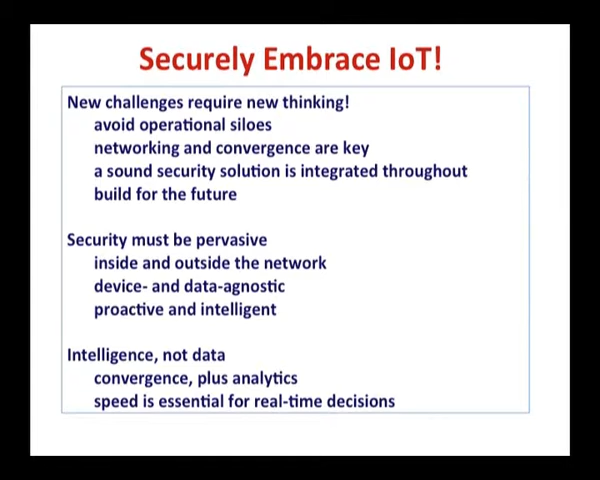 Securely Embrace IoT!
New challenges require new thinking!
avoid operational siloes
networking and convergence are key
a sound security solution is integrated throughout
build for the future
Security must be pervasive
inside and outside the network
device- and data-agnostic
proactive and intelligent
Intelligence, not data
convergence, plus analytics
speed is essential for real-time decisions